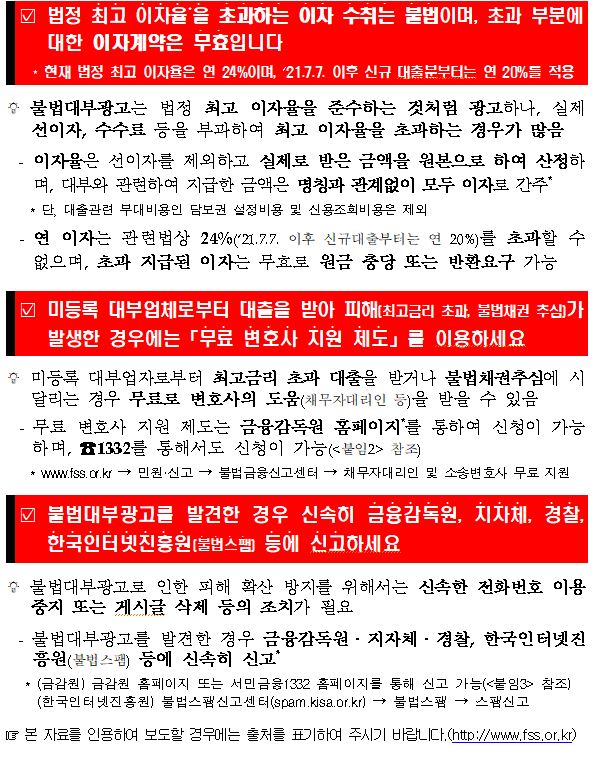 ☑ 법정 최고 이자율*을 초과하는 이자 수취는 불법이며, 초과 부분에
대한 이자계약은 무효입니다
* 현재 법정 최고 이자율은 연 24%이며, '21.7.7. 이후 신규 대출분부터는 연 20%를 적용
불법대부광고는 법정 최고 이자율을 준수하는 것처럼 광고하나, 실제
선이자, 수수료 등을 부과하여 최고 이자율을 초과하는 경우가 많음
- 이자율은 선이자를 제외하고 실제로 받은 금액을 원본으로 하여 산정하
며, 대부와 관련하여 지급한 금액은 명칭과 관계없이 모두 이자로 간주*
* 단, 대출관련 부대비용인 담보권 설정비용 및 신용조회비용은 제외
- 연 이자는 관련법상 24%('21.7.7. 이후 신규대출부터는 연 20%)를 초과할 수
없으며, 초과 지급된 이자는 무효로 원금 충당 또는 반환요구 가능
☑ 미등록 대부업체로부터 대출을 받아 피해(최고금리 초과, 불법채권 추심)가
발생한 경우에는 「무료 변호사 지원 제도」를 이용하세요
미등록 대부업자로부터 최고금리 초과 대출을 받거나 불법채권추심에 시
달리는 경우 무료로 변호사의 도움(채무자대리인 등)을 받을 수 있음
- 무료 변호사 지원 제도는 금융감독원 홈페이지*를 통하여 신청이 가능
하며, ☎1332를 통해서도 신청이 가능(<붙임2> 참조)
* www.fss.or.kr → 민원·신고 → 불법금융신고센터 → 채무자대리인 및 소송변호사 무료 지원
☑ 불법대부광고를 발견한 경우 신속히 금융감독원, 지자체, 경찰,
한국인터넷진흥원(불법스팸) 등에 신고하세요
불법대부광고로 인한 피해 확산 방지를 위해서는 신속한 전화번호 이용
중지 또는 게시글 삭제 등의 조치가 필요
- 불법대부광고를 발견한 경우 금융감독원·지자체·경찰, 한국인터넷진
흥원(불법스팸) 등에 신속히 신고*
* (금감원) 금감원 홈페이지 또는 서민금융1332 홈페이지를 통해 신고 가능(<붙임3> 참조)
(한국인터넷진흥원) 불법스팸신고센터(spam.kisa.or.kr) → 불법스팸 → 스팸신고
☞ 본 자료를 인용하여 보도할 경우에는 출처를 표기하여 주시기 바랍니다.(http://www.fss.or.kr)